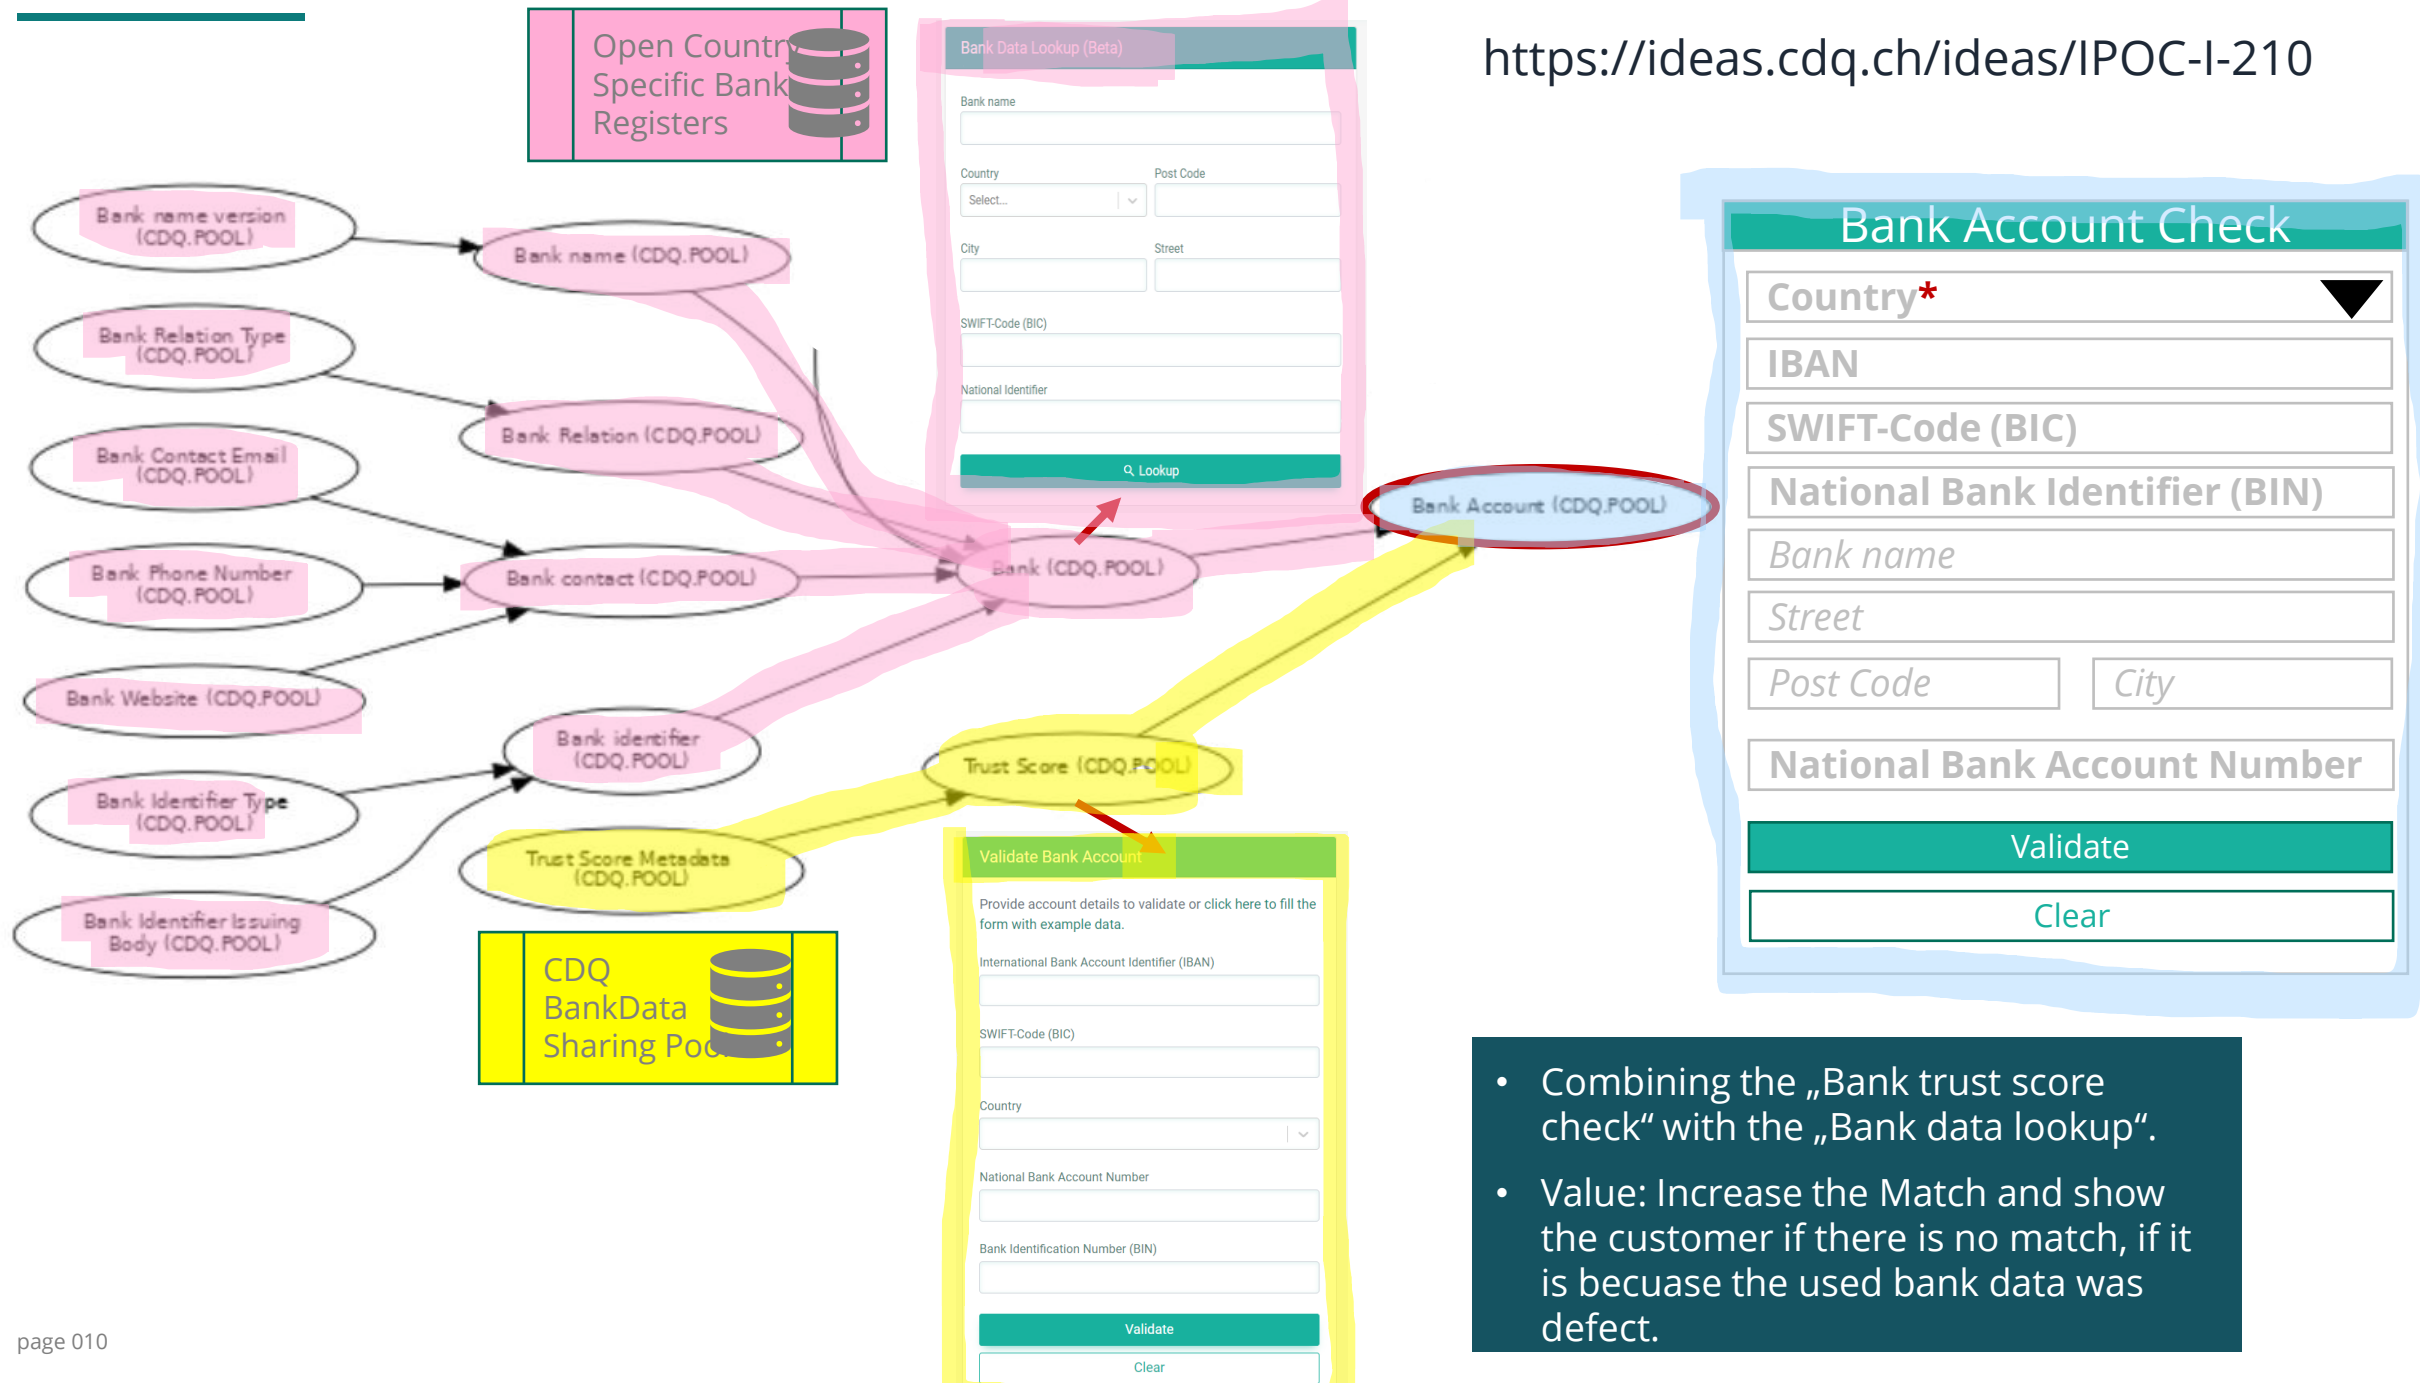 Open Country
Specific Bank
Registers
https://ideas.cdq.ch/ideas/IPOC-I-210
Bank name version
(CDQ.POOL)
Bank Relation Type
(CDQ.POOL)
Bank Contact Email
(CDQ.POOL)
Bank Phone Number
(CDQ.POOL)
Bank Website (CDQ.POOL)
Bank Identifier Type
(CDQ.POOL)
Bank Identifier Issuing
Body (CDQ.POOL)
Bank name (CDQ.POOL)
Bank Relation (CDQ.POOL)
Bank contact (CDQ.POOL)
Bank identifier
(CDQ.POOL)
Trust Score Metadata
(CDQ.POOL)
Bank (CDQ.POOL)
Trust Score (CDQ.POOL)
Bank Account (CDQ.POOL)
CDQ
BankData
Sharing Pool
Bank Data Lookup (Beta)
Bank name
Country
Post Code
Select...
City
Street
SWIFT-Code (BIC)
National Identifier
Lookup
Validate Bank Account
Provide account details to validate or click here to fill the
form with example data.
International Bank Account Identifier (IBAN)
SWIFT-Code (BIC)
Country
National Bank Account Number
Bank Identification Number (BIN)
Validate
Clear
Bank Account Check
Country*
IBAN
SWIFT-Code (BIC)
National Bank Identifier (BIN)
Bank name
Street
Post Code
City
National Bank Account Number
Validate
Clear
• Combining the „Bank trust score
check“ with the „Bank data lookup“.
• Value: Increase the Match and show
the customer if there is no match, if it
is becuase the used bank data was
defect.
page 010